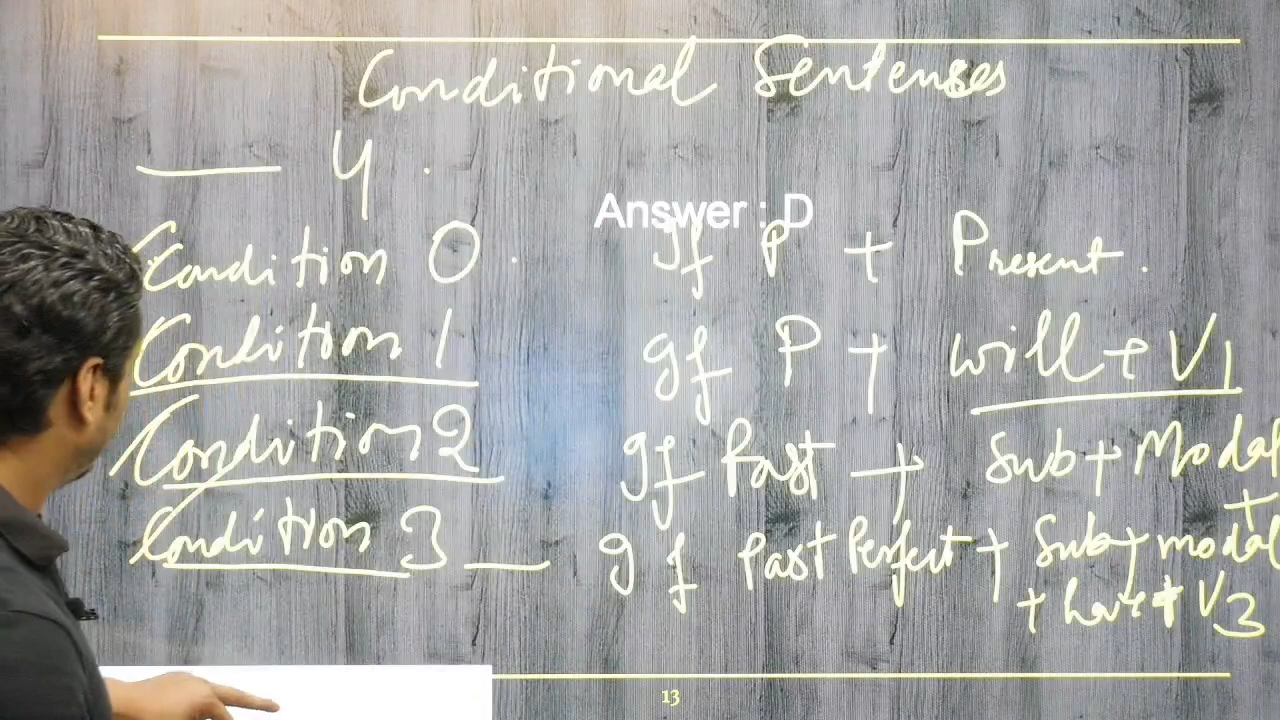 Conditional Sentenses
4.
Answer : D
Condition 0. If P + Present.
Condition 1 If P + will + V1
Condition 2 If Past + Sub + Modal +
Condition 3 If Past Perfect + Sub + modal
+ have + V3
13